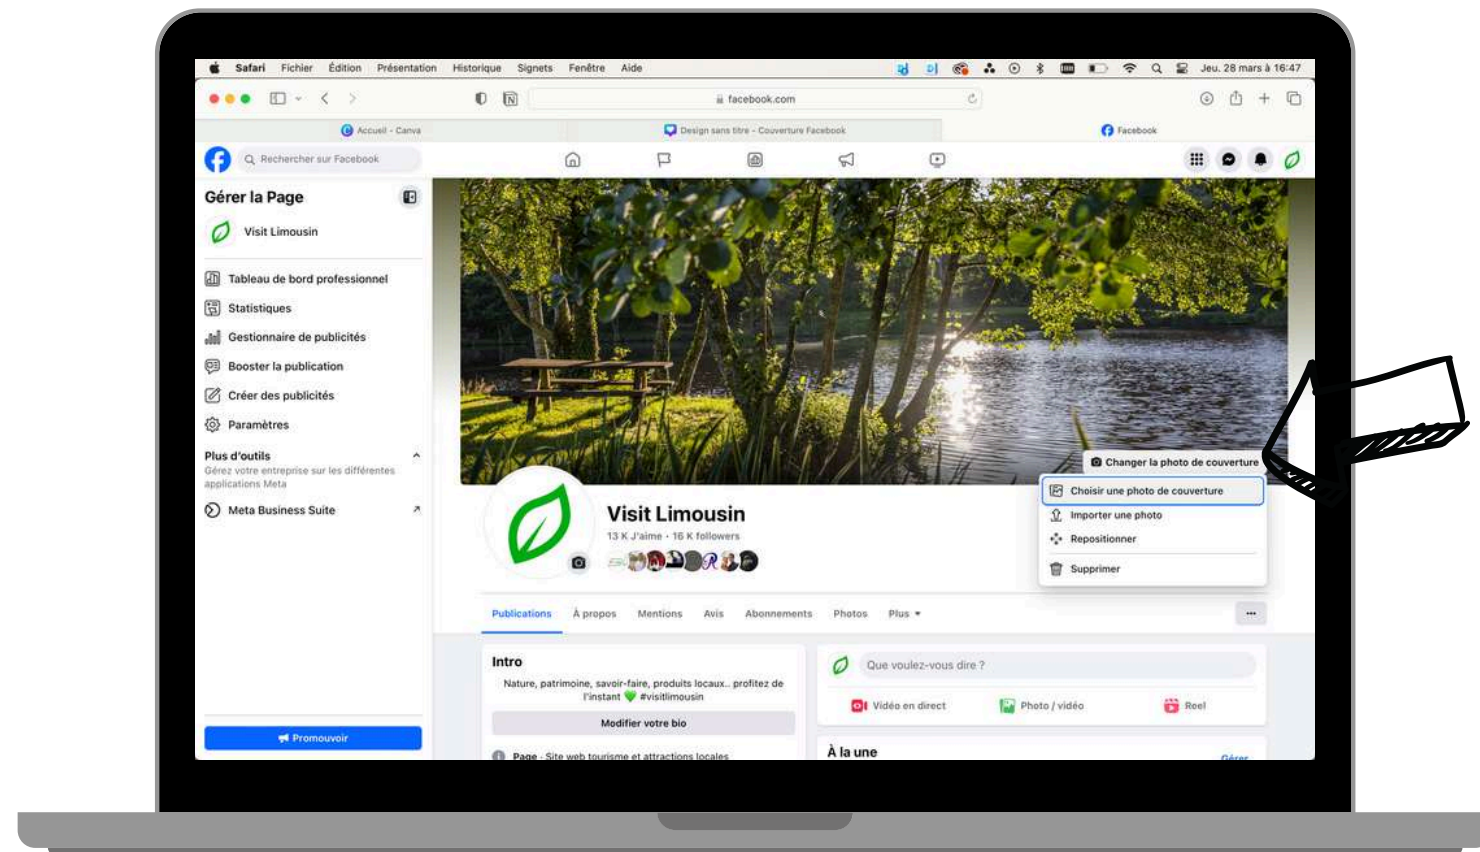 Safari Fichier Édition Présentation Historique Signets Fenêtre Aide Jeu. 28 mars à 16:47
facebook.com
Accueil - Canva Design sans titre - Couverture Facebook Facebook
Rechercher sur Facebook
Gérer la Page
Visit Limousin
Tableau de bord professionnel
Statistiques
Gestionnaire de publicités
Booster la publication
Créer des publicités
Paramètres
Plus d'outils
Gérez votre entreprise sur les différentes
applications Meta
Meta Business Suite
Promouvoir
Changer la photo de couverture
Choisir une photo de couverture
Importer une photo
Repositionner
Supprimer
Visit Limousin
13 K J'aime • 16 K followers
Publications À propos Mentions Avis Abonnements Photos Plus
Intro
Nature, patrimoine, savoir-faire, produits locaux.. profitez de
l'instant 💚 #visitlimousin
Modifier votre bio
Page · Site web tourisme et attractions locales
Que voulez-vous dire ?
Vidéo en direct Photo / vidéo Reel
À la une
Gérer